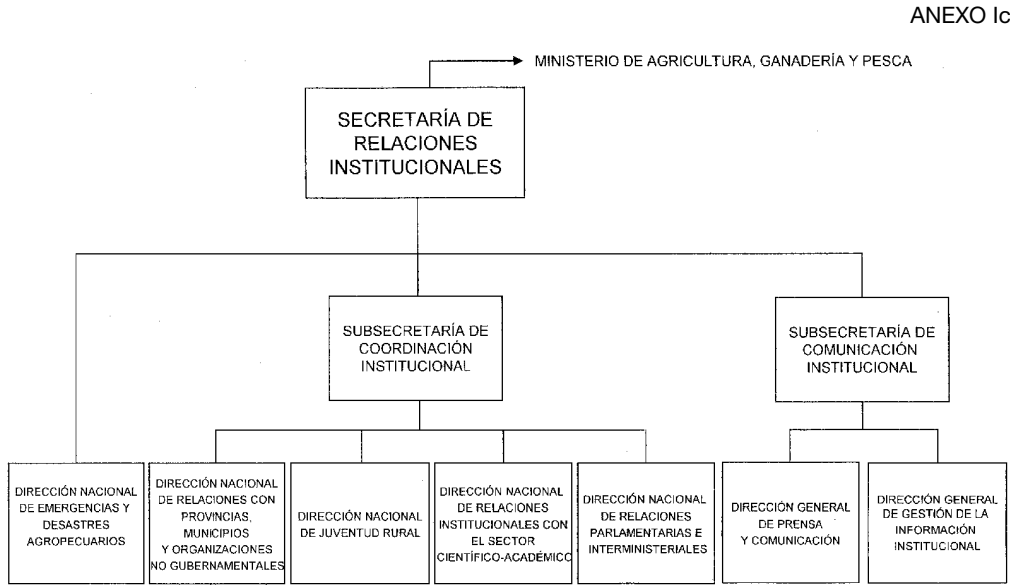 ANEXO Ic
MINISTERIO DE AGRICULTURA, GANADERÍA Y PESCA
SECRETARÍA DE
RELACIONES
INSTITUCIONALES
SUBSECRETARÍA DE
COORDINACIÓN
INSTITUCIONAL
SUBSECRETARÍA DE
COMUNICACIÓN
INSTITUCIONAL
DIRECCIÓN NACIONAL
DE EMERGENCIAS Y
DESASTRES
AGROPECUARIOS
DIRECCIÓN NACIONAL
DE RELACIONES CON
PROVINCIAS,
MUNICIPIOS
Y ORGANIZACIONES
NO GUBERNAMENTALES
DIRECCIÓN NACIONAL
DE JUVENTUD RURAL
DIRECCIÓN NACIONAL
DE RELACIONES
INSTITUCIONALES CON
EL SECTOR
CIENTÍFICO-ACADÉMICO
DIRECCIÓN NACIONAL
DE RELACIONES
PARLAMENTARIAS E
INTERMINISTERIALES
DIRECCIÓN GENERAL
DE PRENSA
Y COMUNICACIÓN
DIRECCIÓN GENERAL
DE GESTIÓN DE LA
INFORMACIÓN
INSTITUCIONAL